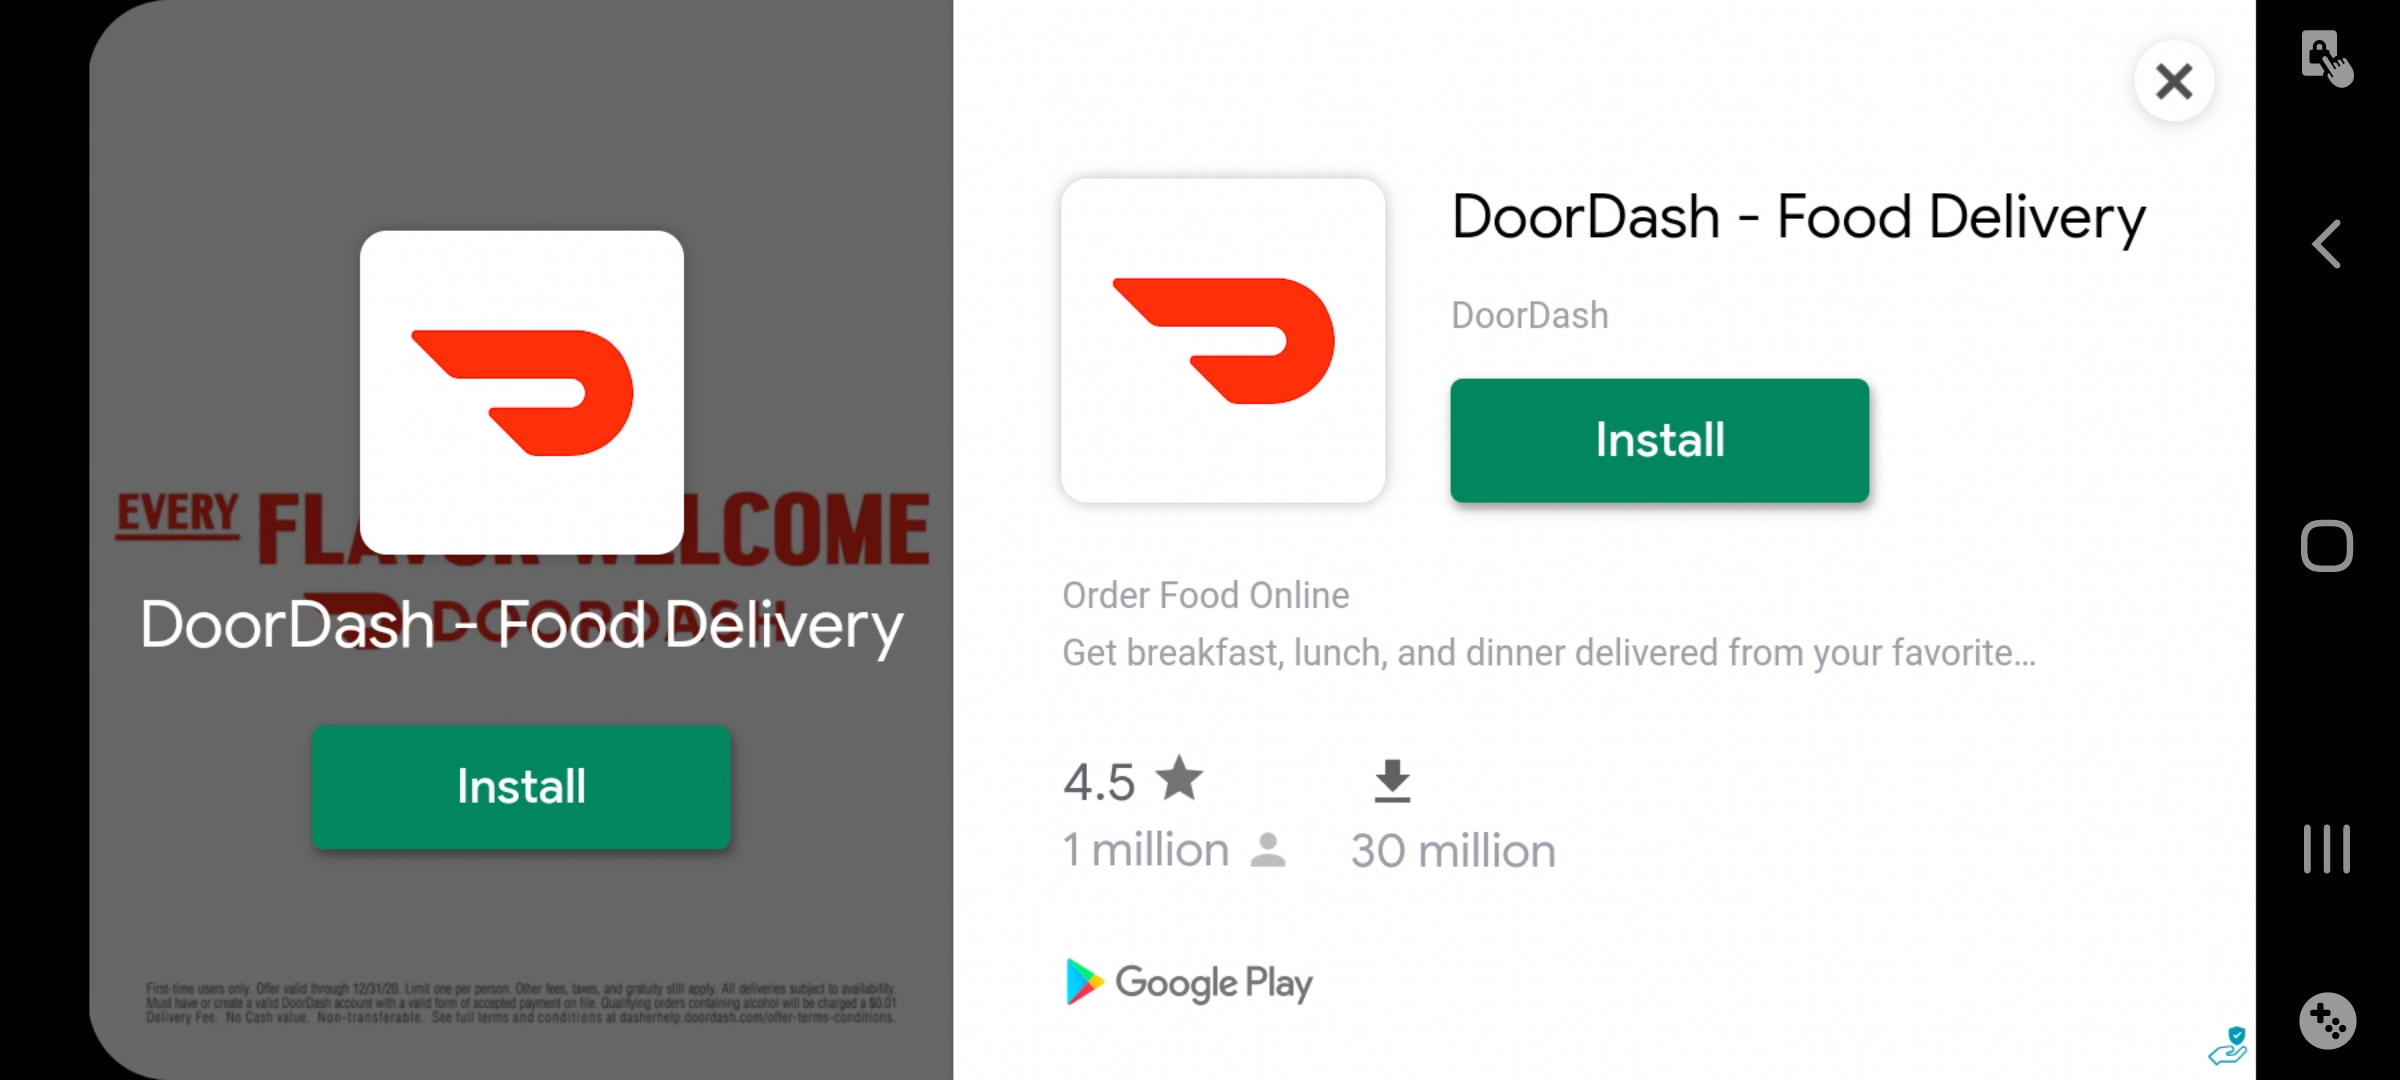 EVERY FLAVOR WELCOME
DOORDASH
DoorDash - Food Delivery
Install
First-time users only. Offer valid through 12/31/20. Limit one per person. Other fees, taxes, and gratuity still apply. All deliveries subject to availability.
Must have or create a valid DoorDash account with a valid form of accepted payment on file. Qualifying orders containing alcohol will be charged a $0.01
Delivery Fee. No Cash value. Non-transferable. See full terms and conditions at dasherhelp.doordash.com/offer-terms-conditions.
DoorDash - Food Delivery
DoorDash
Install
Order Food Online
Get breakfast, lunch, and dinner delivered from your favorite...
4.5
1 million
30 million
Google Play